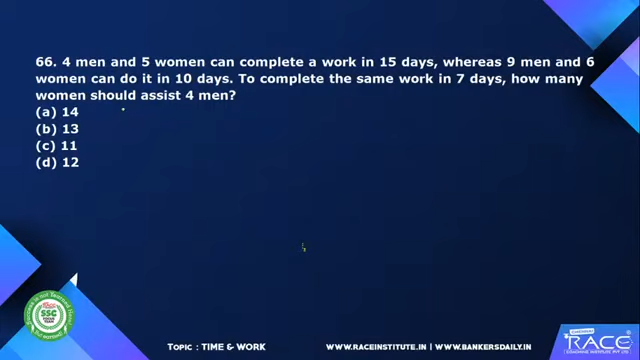 66. 4 men and 5 women can complete a work in 15 days, whereas 9 men and 6
women can do it in 10 days. To complete the same work in 7 days, how many
women should assist 4 men?
(a) 14
(b) 13
(c) 11
(d) 12
SSC
Topic : TIME & WORK
WWW.RACEINSTITUTE.IN | WWW.BANKERSDAILY.IN
RACE